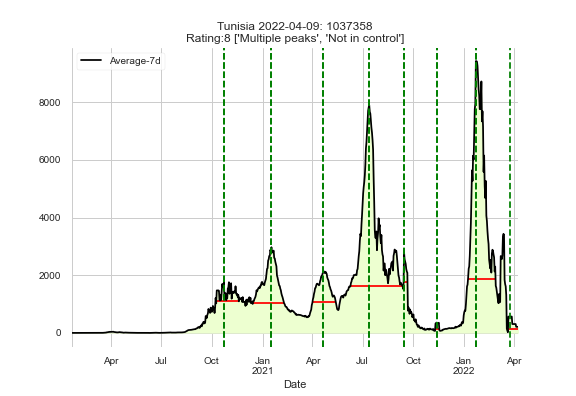 Tunisia 2022-04-09: 1037358
Rating:8 ['Multiple peaks', 'Not in control']
Average-7d
8000
6000
4000
2000
0
Apr Jul Oct Jan Apr Jul Oct Jan Apr
2021 2022
Date